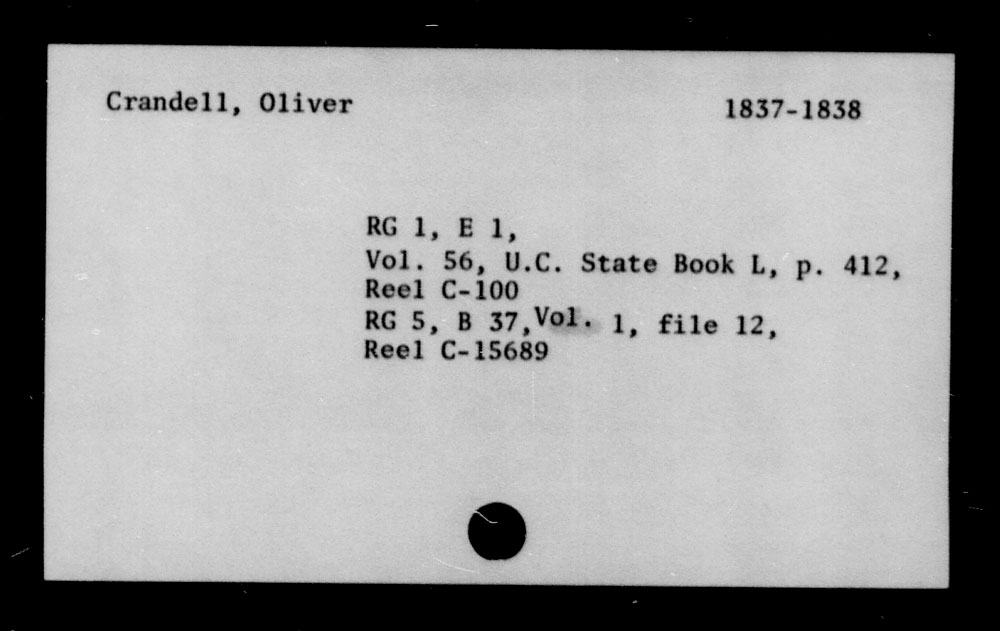 Crandell, Oliver 1837-1838
RG 1, E 1,
Vol. 56, U.C. State Book L, p. 412,
Reel C-100
RG 5, B 37, Vol. 1, file 12,
Reel C-15689